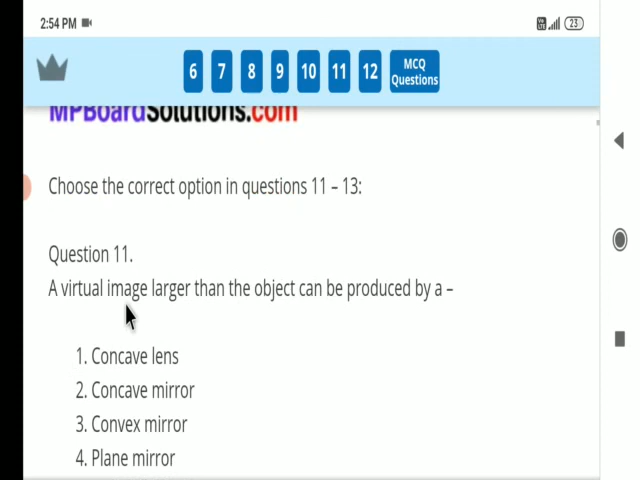 2:54 PM
23
6 7 8 9 10 11 12 MCQ Questions
MPBoardSolutions.com
Choose the correct option in questions 11 – 13:
Question 11.
A virtual image larger than the object can be produced by a –
1. Concave lens
2. Concave mirror
3. Convex mirror
4. Plane mirror